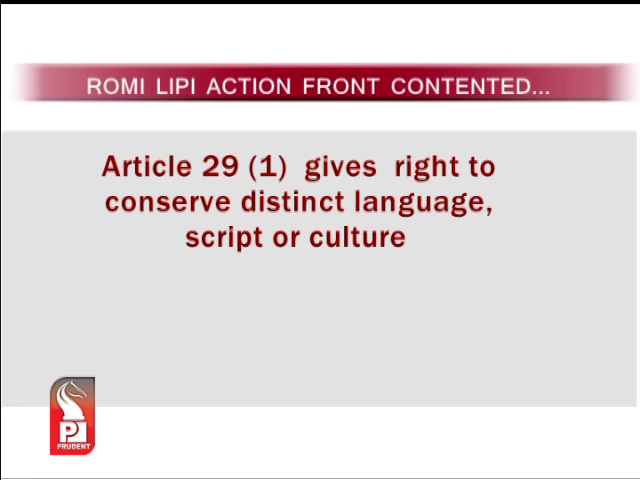 ROMI LIPI ACTION FRONT CONTENTED...
Article 29 (1) gives right to
conserve distinct language,
script or culture
PRUDENT